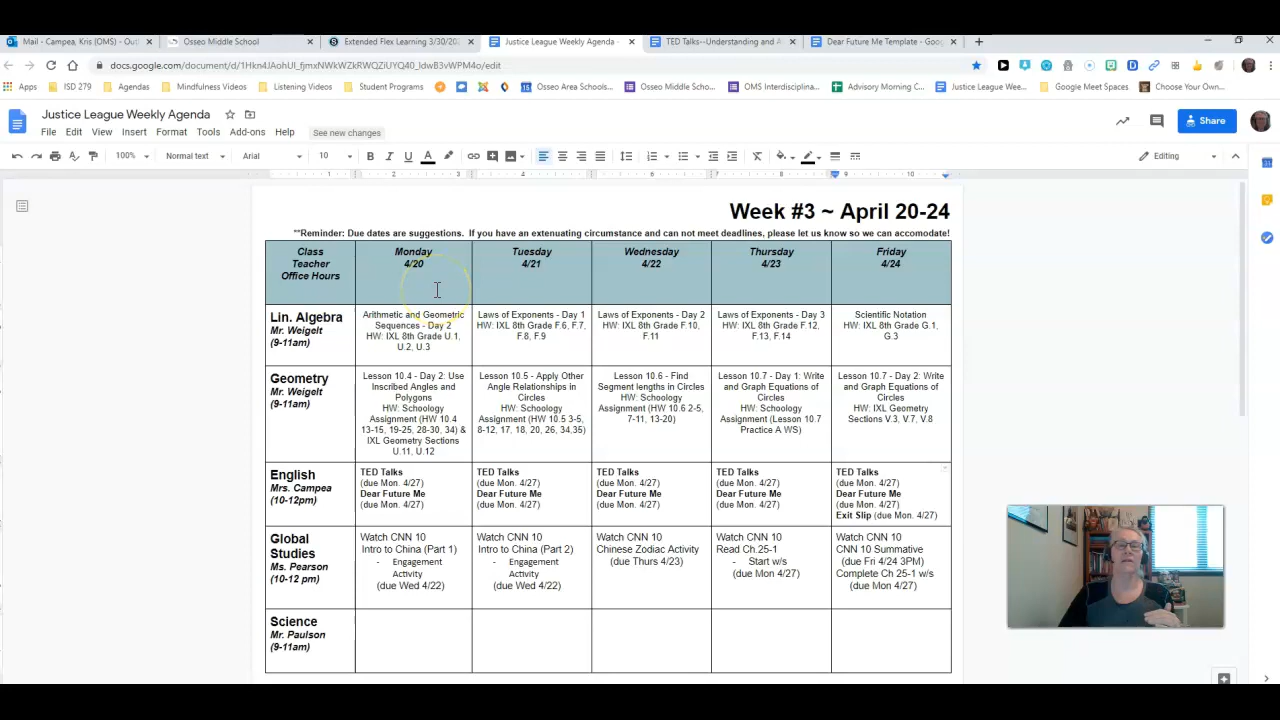 Mail - Campea, Kris (OMS) - Out
Osseo Middle School
Extended Flex Learning 3/30/202
Justice League Weekly Agenda -
TED Talks--Understanding and A
Dear Future Me Template - Goog
docs.google.com/document/d/
/edit
Apps
ISD 279
Agendas
Mindfulness Videos
Listening Videos
Student Programs
Osseo Area Schools...
Osseo Middle Scho...
OMS Interdisciplina...
Advisory Morning C...
Justice League Wee...
Google Meet Spaces
Choose Your Own...
Justice League Weekly Agenda
File Edit View Insert Format Tools Add-ons Help
See new changes
Share
100%
Normal text
Arial
10
B I U A
Editing
1 2 3 4 5 6 7 8 9 10
Week #3 ~ April 20-24
**Reminder: Due dates are suggestions. If you have an extenuating circumstance and can not meet deadlines, please let us know so we can accomodate!
Class
Teacher
Office Hours
Monday
4/20
Tuesday
4/21
Wednesday
4/22
Thursday
4/23
Friday
4/24
Lin. Algebra
Mr. Weigelt
(9-11am)
Arithmetic and Geometric
Sequences - Day 2
HW: IXL 8th Grade U.1,
U.2, U.3
Laws of Exponents - Day 1
HW: IXL 8th Grade F.6, F.7,
F.8, F.9
Laws of Exponents - Day 2
HW: IXL 8th Grade F.10,
F.11
Laws of Exponents - Day 3
HW: IXL 8th Grade F.12,
F.13, F.14
Scientific Notation
HW: IXL 8th Grade G.1,
G.3
Geometry
Mr. Weigelt
(9-11am)
Lesson 10.4 - Day 2: Use
Inscribed Angles and
Polygons
HW: Schoology
Assignment (HW 10.4
13-15, 19-25, 28-30, 34) &
IXL Geometry Sections
U.11, U.12
Lesson 10.5 - Apply Other
Angle Relationships in
Circles
HW: Schoology
Assignment (HW 10.5 3-5,
8-12, 17, 18, 20, 26, 34,35)
Lesson 10.6 - Find
Segment lengths in Circles
HW: Schoology
Assignment (HW 10.6 2-5,
7-11, 13-20)
Lesson 10.7 - Day 1: Write
and Graph Equations of
Circles
HW: Schoology
Assignment (Lesson 10.7
Practice A WS)
Lesson 10.7 - Day 2: Write
and Graph Equations of
Circles
HW: IXL Geometry
Sections V.3, V.7, V.8
English
Mrs. Campea
(10-12pm)
TED Talks
(due Mon. 4/27)
Dear Future Me
(due Mon. 4/27)
TED Talks
(due Mon. 4/27)
Dear Future Me
(due Mon. 4/27)
TED Talks
(due Mon. 4/27)
Dear Future Me
(due Mon. 4/27)
TED Talks
(due Mon. 4/27)
Dear Future Me
(due Mon. 4/27)
TED Talks
(due Mon. 4/27)
Dear Future Me
(due Mon. 4/27)
Exit Slip (due Mon. 4/27)
Global
Studies
Ms. Pearson
(10-12 pm)
Watch CNN 10
Intro to China (Part 1)
- Engagement
Activity
(due Wed 4/22)
Watch CNN 10
Intro to China (Part 2)
- Engagement
Activity
(due Wed 4/22)
Watch CNN 10
Chinese Zodiac Activity
(due Thurs 4/23)
Watch CNN 10
Read Ch.25-1
- Start w/s
(due Mon 4/27)
Watch CNN 10
CNN 10 Summative
(due Fri 4/24 3PM)
Complete Ch 25-1 w/s
(due Mon 4/27)
Science
Mr. Paulson
(9-11am)